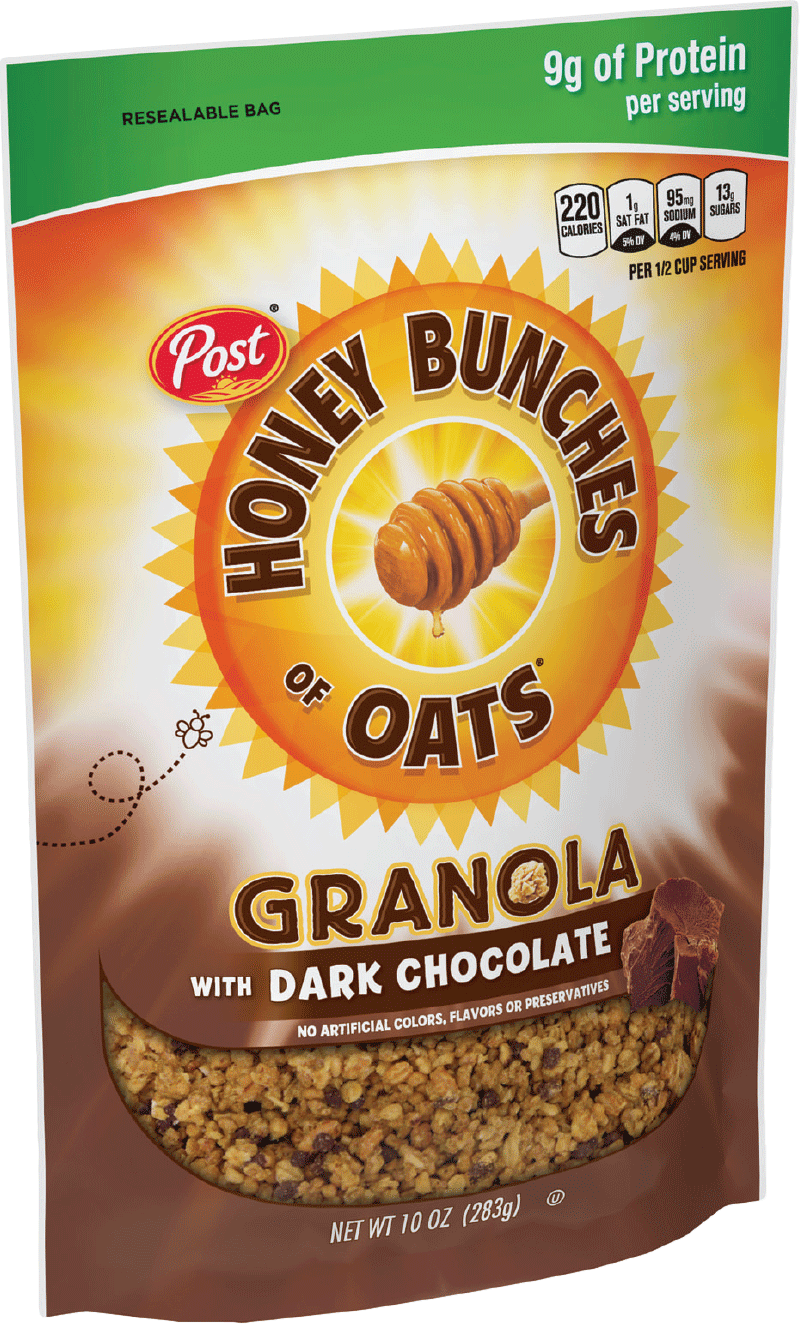 9g of Protein
per serving
RESEALABLE BAG
220
CALORIES
1g
SAT FAT
5% DV
95mg
SODIUM
4% DV
13g
SUGARS
PER 1/2 CUP SERVING
Post®
HONEY BUNCHES
OF OATS®
GRANOLA
WITH DARK CHOCOLATE
NO ARTIFICIAL COLORS, FLAVORS OR PRESERVATIVES
NET WT 10 OZ (283g) U